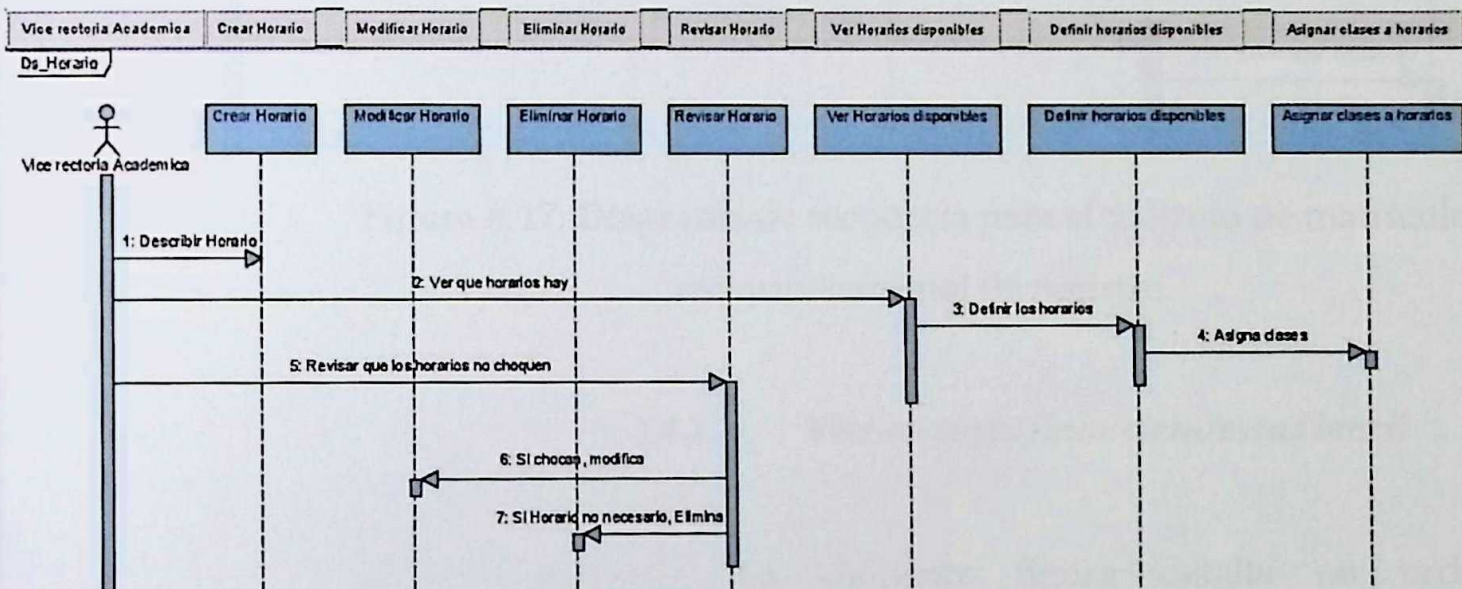 Vice rectoria Academica Crear Horario Modificar Horario Eliminar Horario Revisar Horario Ver Horarios disponibles Definir horarios disponibles Asignar clases a horarios
Ds_Horario
Crear Horario Modificar Horario Eliminar Horario Revisar Horario Ver Horarios disponibles Definir horarios disponibles Asignar clases a horarios
Vice rectoria Academica
1: Describir Horario
2: Ver que horarios hay
3: Definir los horarios
4: Asigna clases
5: Revisar que los horarios no choquen
6: Si chocan, modifica
7: Si Horario no necesario, Elimina